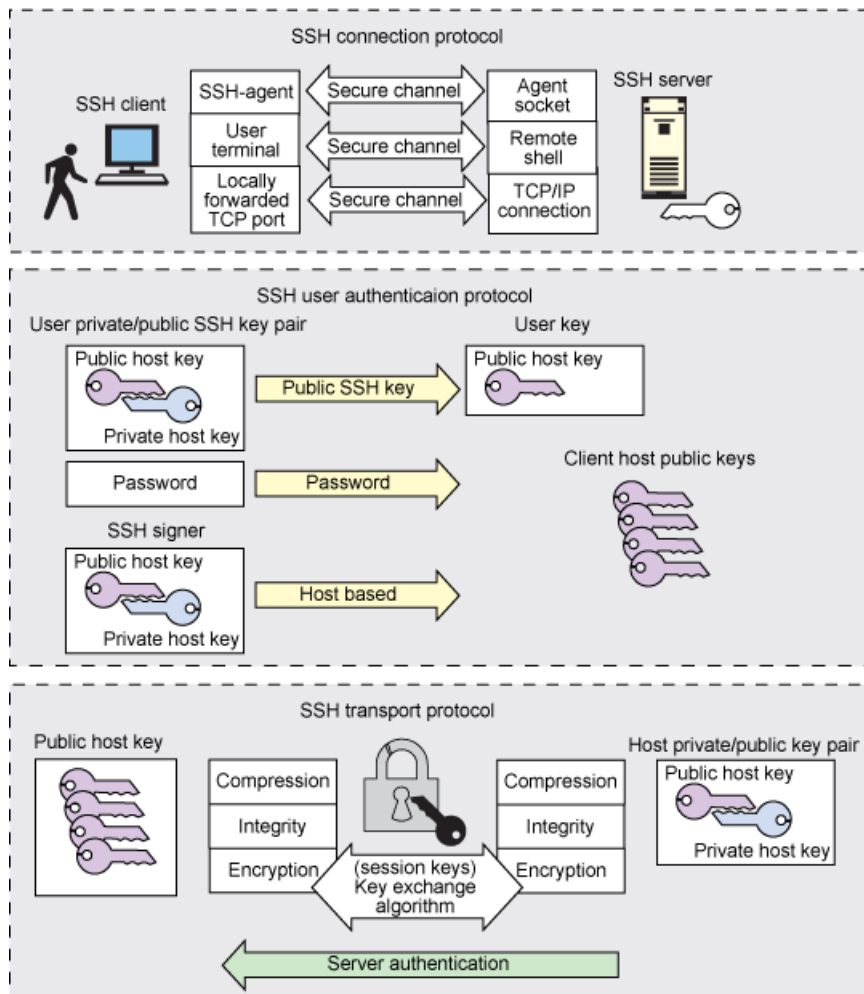 SSH connection protocol
SSH client
SSH-agent
Secure channel
Agent
socket
SSH server
User
terminal
Secure channel
Remote
shell
Locally
forwarded
TCP port
Secure channel
TCP/IP
connection
SSH user authenticaion protocol
User private/public SSH key pair
User key
Public host key
Private host key
Public SSH key
Public host key
Password
Password
Client host public keys
SSH signer
Public host key
Private host key
Host based
SSH transport protocol
Public host key
Host private/public key pair
Compression
Integrity
Encryption
(session keys)
Key exchange
algorithm
Compression
Integrity
Encryption
Public host key
Private host key
Server authentication